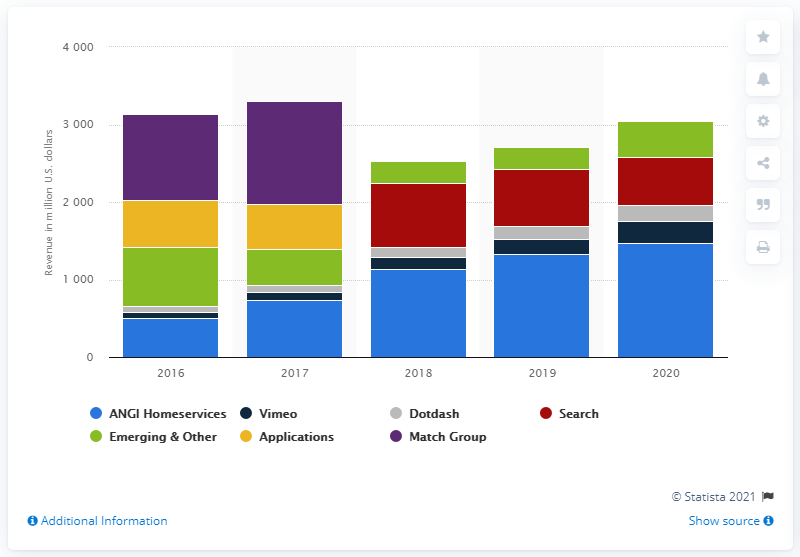 4 000
3 000
2 000
1 000
0
Revenue in million U.S. dollars
2016 2017 2018 2019 2020
ANGI Homeservices Vimeo Dotdash Search
Emerging & Other Applications Match Group
© Statista 2021
Additional Information Show source